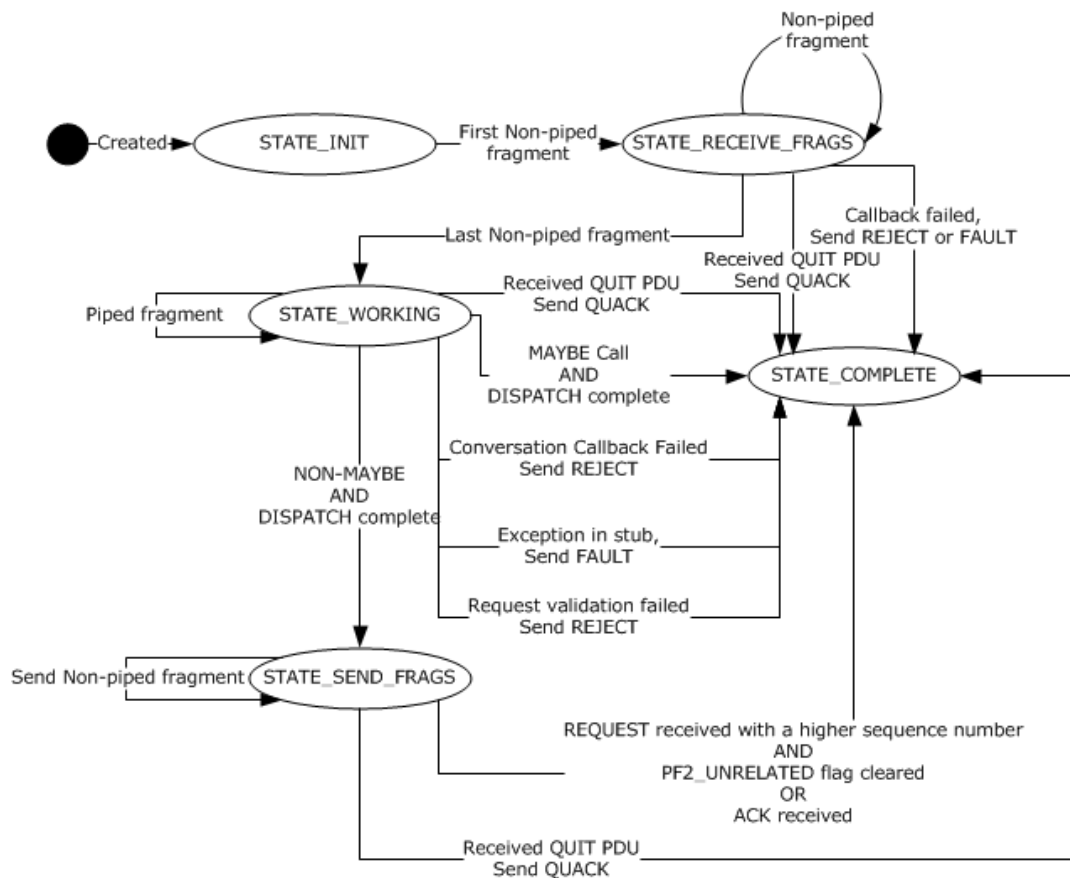 Non-piped
fragment
Created
STATE_INIT
First Non-piped
fragment
STATE_RECEIVE_FRAGS
Callback failed,
Send REJECT or FAULT
Last Non-piped fragment
Received QUIT PDU
Send QUACK
Received QUIT PDU
Send QUACK
Piped fragment
STATE_WORKING
MAYBE Call
AND
DISPATCH complete
STATE_COMPLETE
Conversation Callback Failed
Send REJECT
NON-MAYBE
AND
DISPATCH complete
Exception in stub,
Send FAULT
Request validation failed
Send REJECT
Send Non-piped fragment
STATE_SEND_FRAGS
REQUEST received with a higher sequence number
AND
PF2_UNRELATED flag cleared
OR
ACK received
Received QUIT PDU
Send QUACK